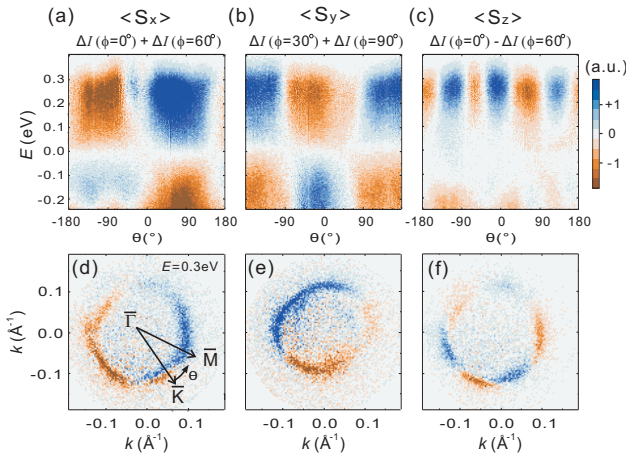 <Sx> <Sy> <Sz>
ΔI(ϕ=0°) + ΔI(ϕ=60°) ΔI(ϕ=30°) + ΔI(ϕ=90°) ΔI(ϕ=0°) - ΔI(ϕ=60°)
(a) (b) (c) (a.u.)
E (eV)
0.3
0.2
0.1
0.0
-0.1
-0.2
+1
0
-1
-180 -90 0 90 180 -90 0 90 -180 -90 0 90 180
Θ(°) Θ(°) Θ(°)
(d) E=0.3eV (e) (f)
k (Å⁻¹)
0.1
0.0
-0.1
Γ̅
M̅
K̅
Θ
-0.1 0.0 0.1 -0.1 0.0 0.1 -0.1 0.0 0.1
k (Å⁻¹) k (Å⁻¹) k (Å⁻¹)